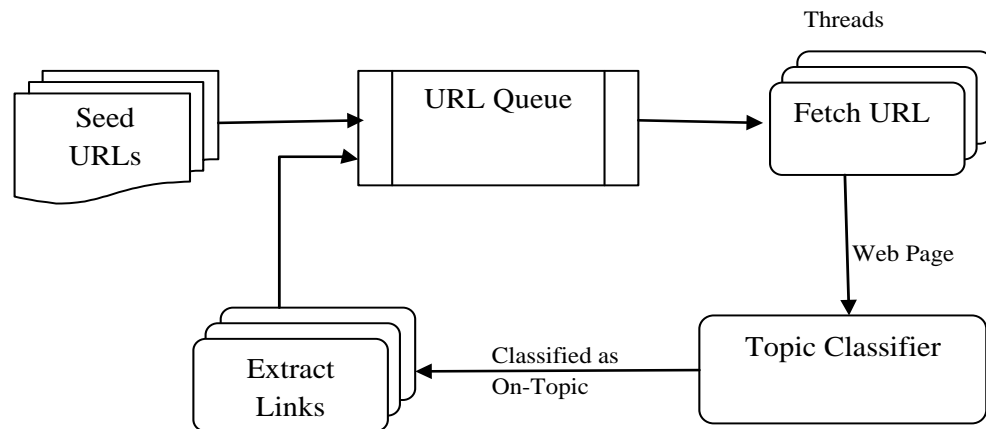 Threads
Seed
URLs
URL Queue
Fetch URL
Web Page
Topic Classifier
Classified as
On-Topic
Extract
Links